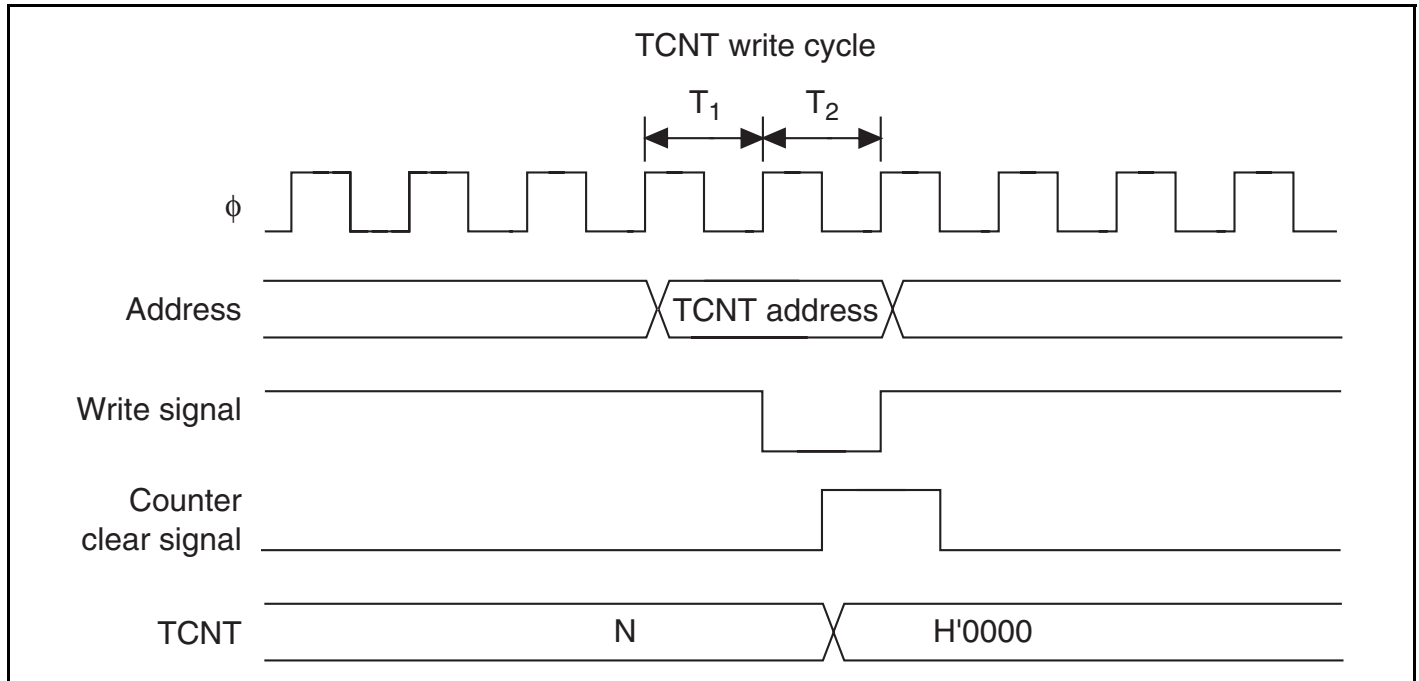 TCNT write cycle
T1 T2
ϕ
Address
TCNT address
Write signal
Counter
clear signal
TCNT
N
H'0000